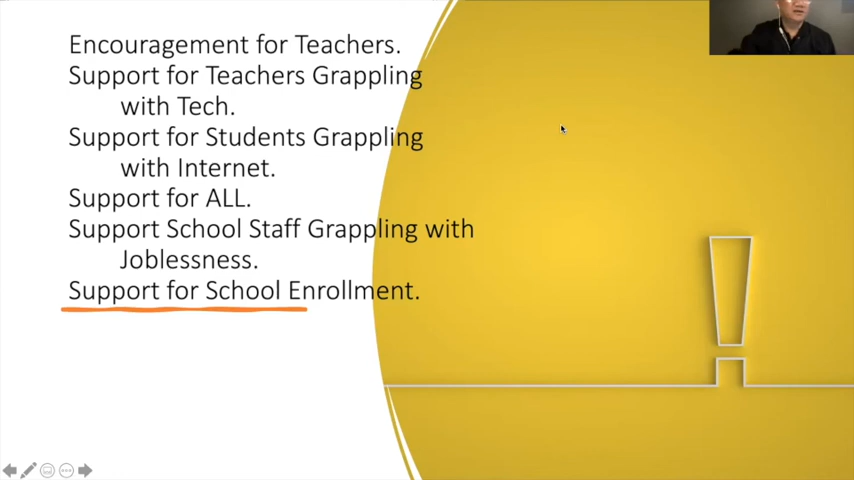 Encouragement for Teachers.
Support for Teachers Grappling
with Tech.
Support for Students Grappling
with Internet.
Support for ALL.
Support School Staff Grappling with
Joblessness.
Support for School Enrollment.
!